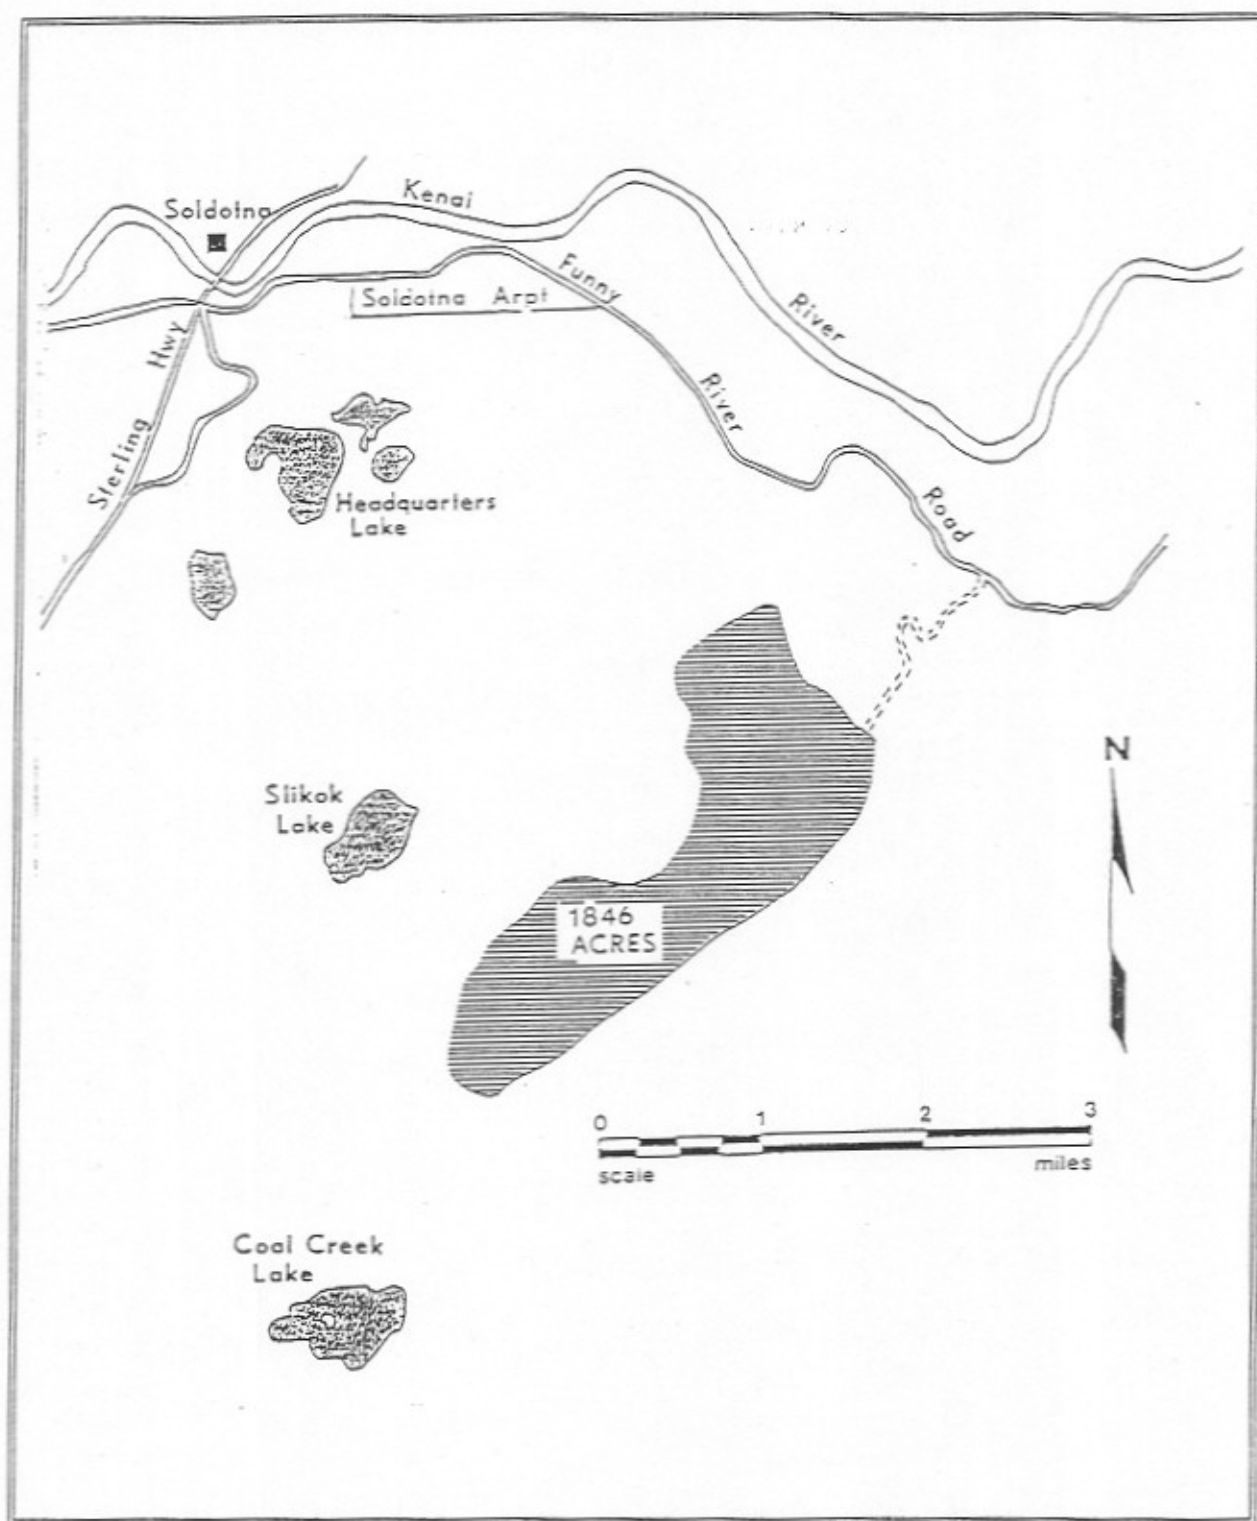 Soldotna
Kenai
River
Funny
River
Road
Soldotna Arpt
Sterling
Hwy
Headquarters
Lake
Slikok
Lake
1846
ACRES
N
0 1 2 3
scale miles
Coal Creek
Lake